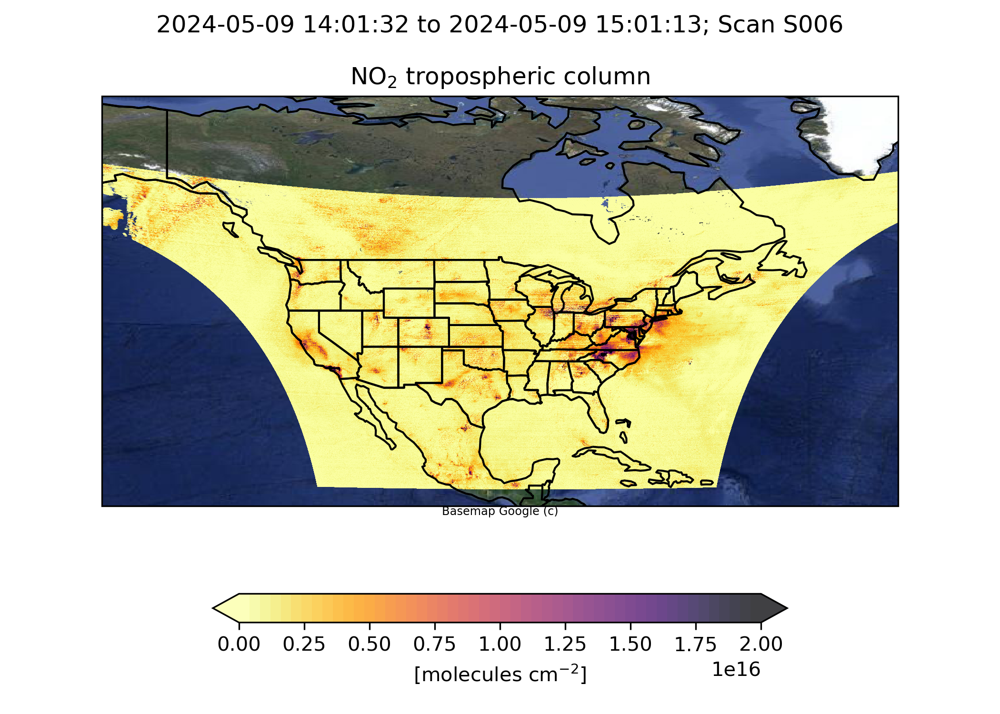 2024-05-09 14:01:32 to 2024-05-09 15:01:13; Scan S006
NO₂ tropospheric column
Basemap Google (c)
0.00 0.25 0.50 0.75 1.00 1.25 1.50 1.75 2.00
1e16
[molecules cm⁻²]